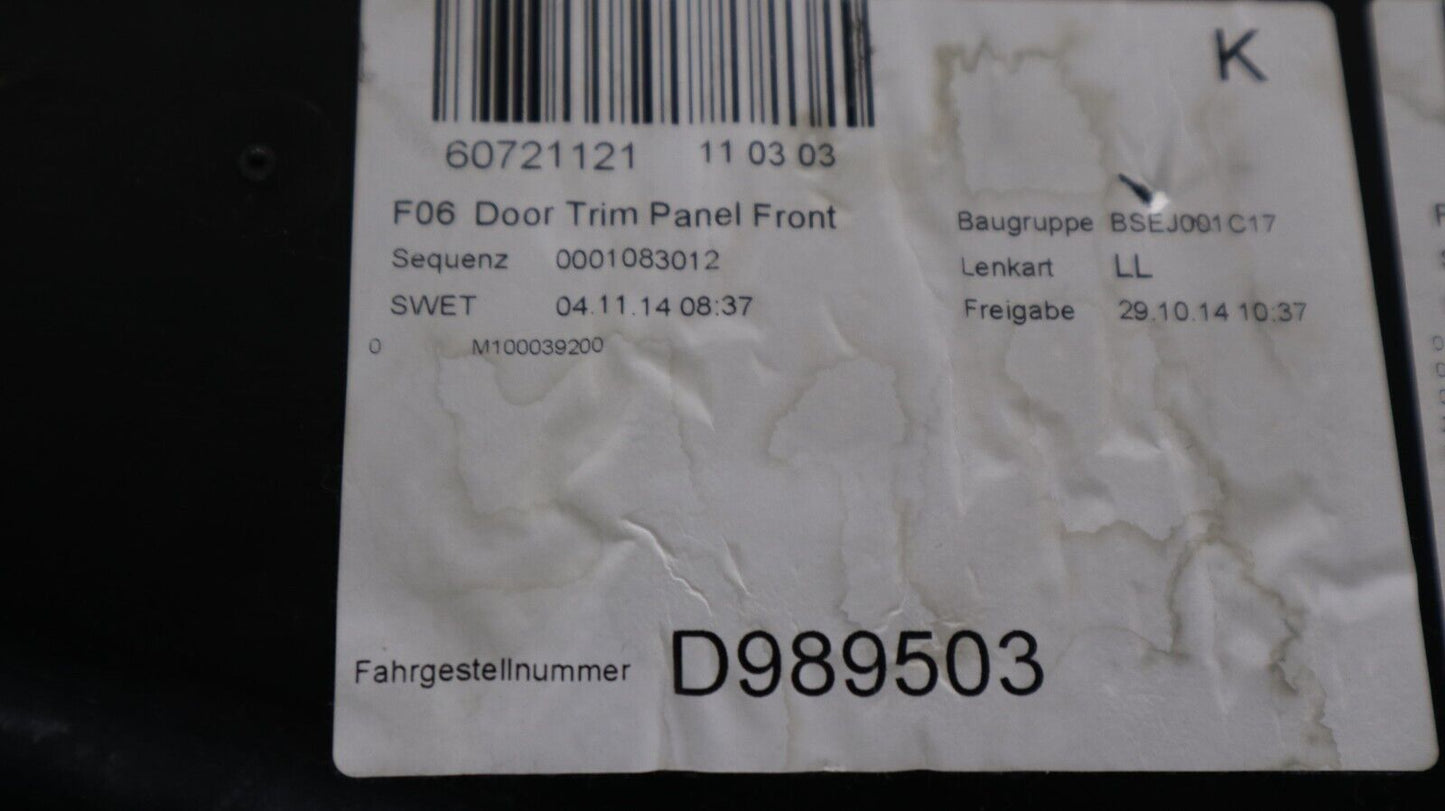 K
60721121 11 03 03
F06 Door Trim Panel Front
Baugruppe BSEJ001C17
Sequenz 0001083012
Lenkart LL
SWET 04.11.14 08:37
Freigabe 29.10.14 10:37
0 M100039200
Fahrgestellnummer D989503